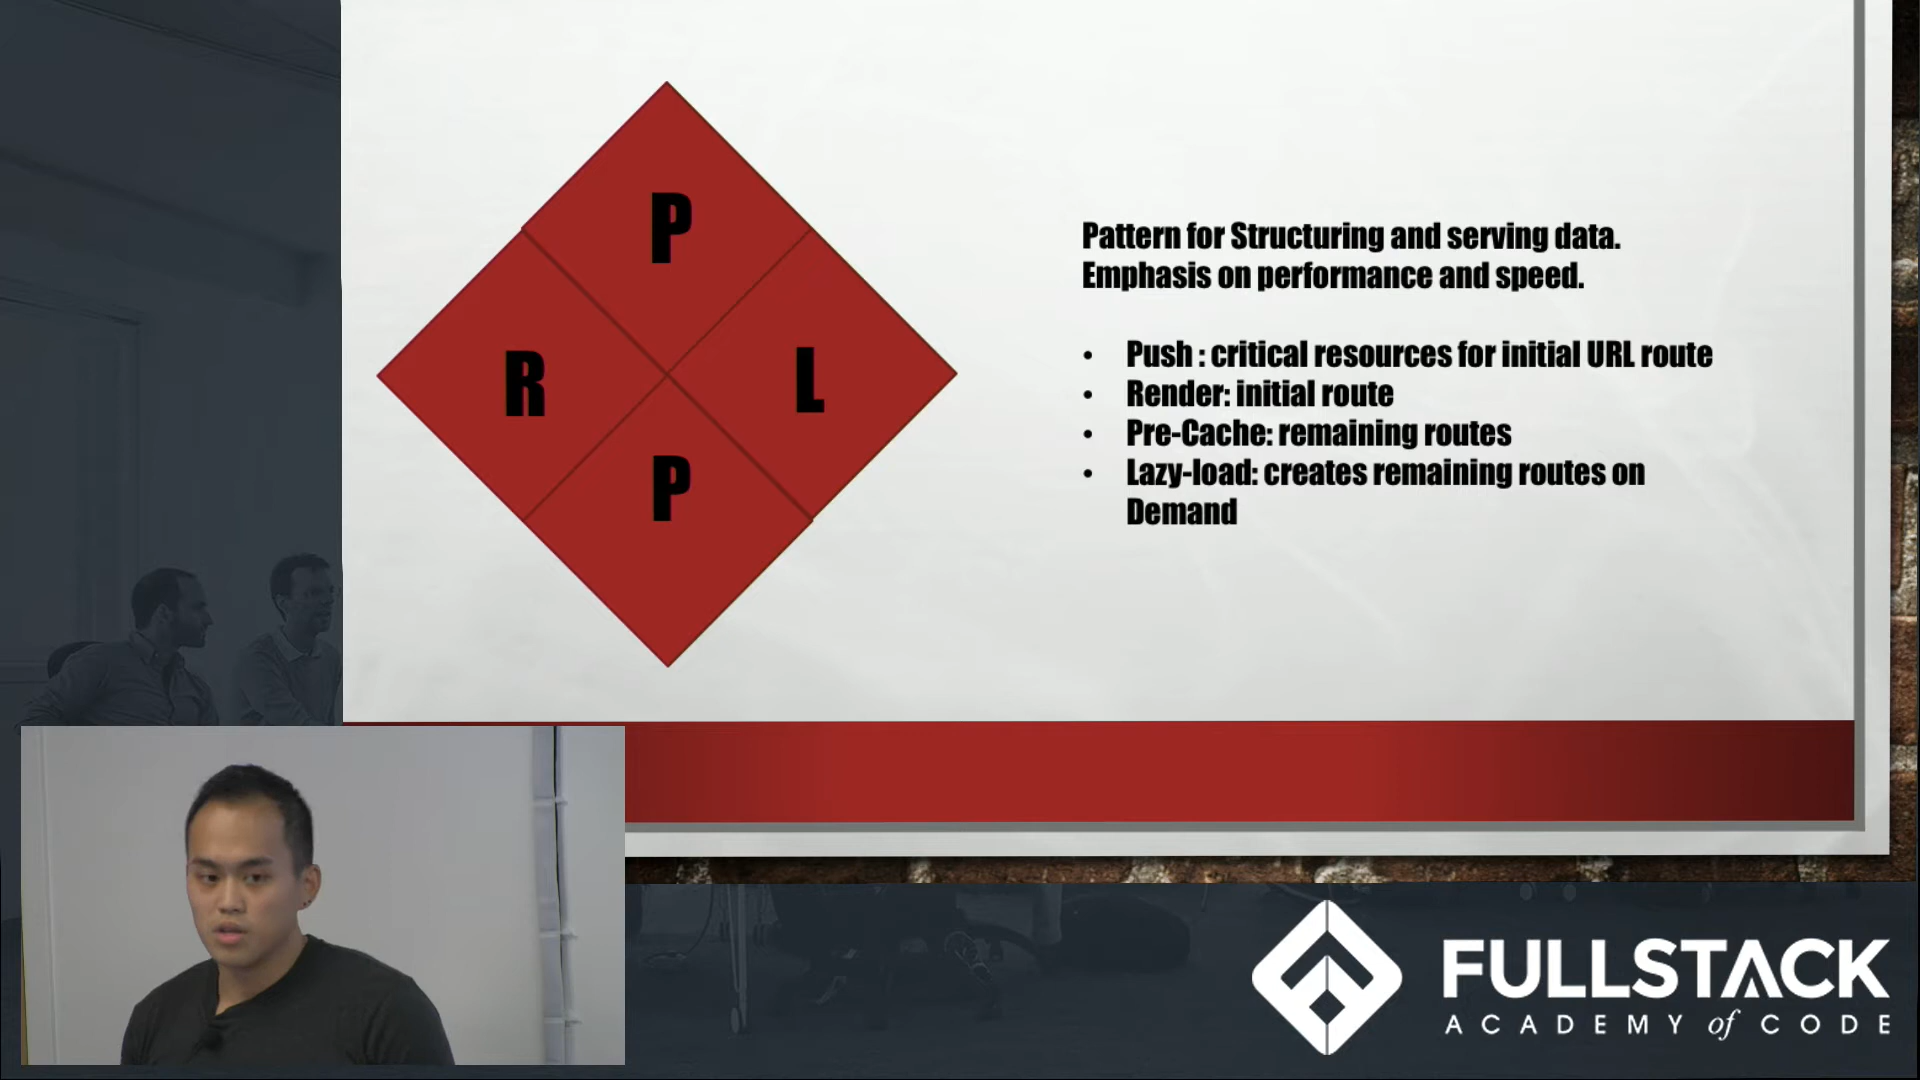 P
R
L
P
Pattern for Structuring and serving data.
Emphasis on performance and speed.
• Push : critical resources for initial URL route
• Render: initial route
• Pre-Cache: remaining routes
• Lazy-load: creates remaining routes on
Demand
FULLSTACK
ACADEMY of CODE